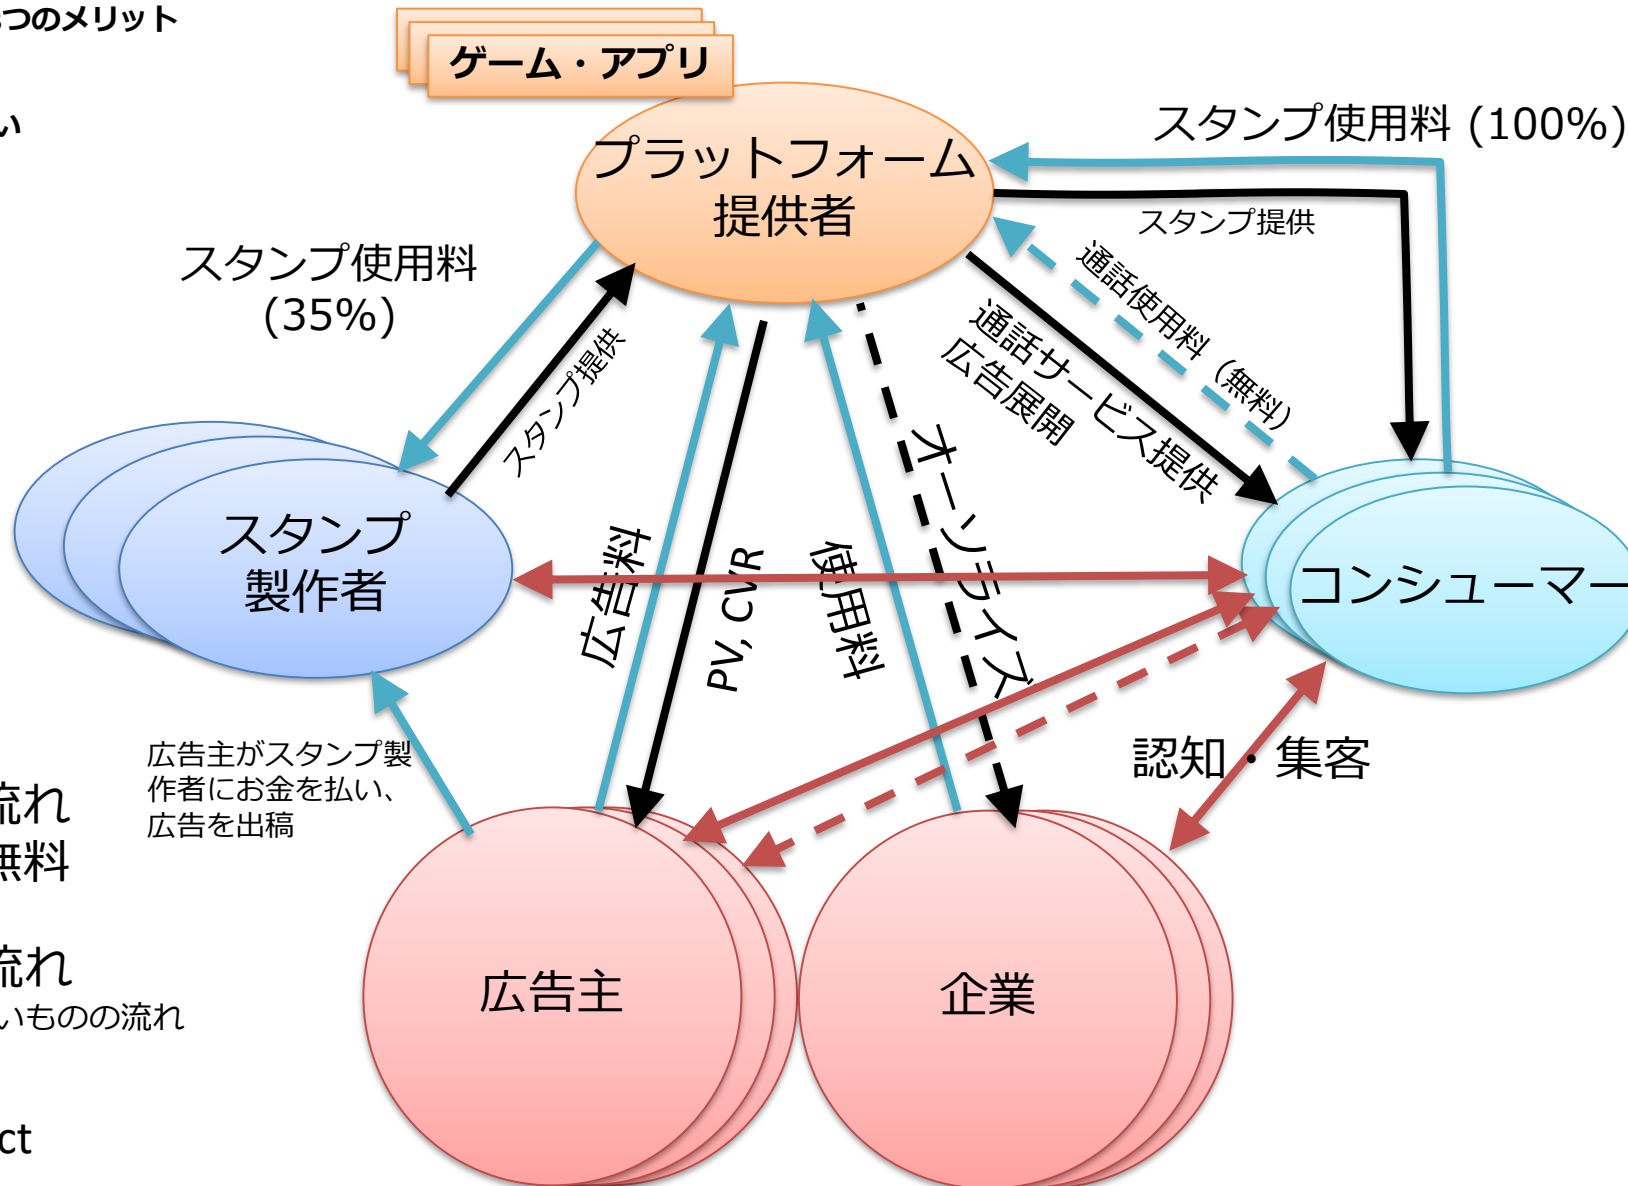 つのメリット
ゲーム・アプリ
い
プラットフォーム
提供者
スタンプ使用料 (100%)
スタンプ提供
スタンプ使用料
(35%)
スタンプ提供
通話使用料（無料）
通話サービス提供
広告展開
オーソライズ
スタンプ
製作者
コンシューマー
広告料
PV, CVR
使用料
認知・集客
広告主がスタンプ製
作者にお金を払い、
広告を出稿
流れ
無料
流れ
いものの流れ
広告主
企業
ct